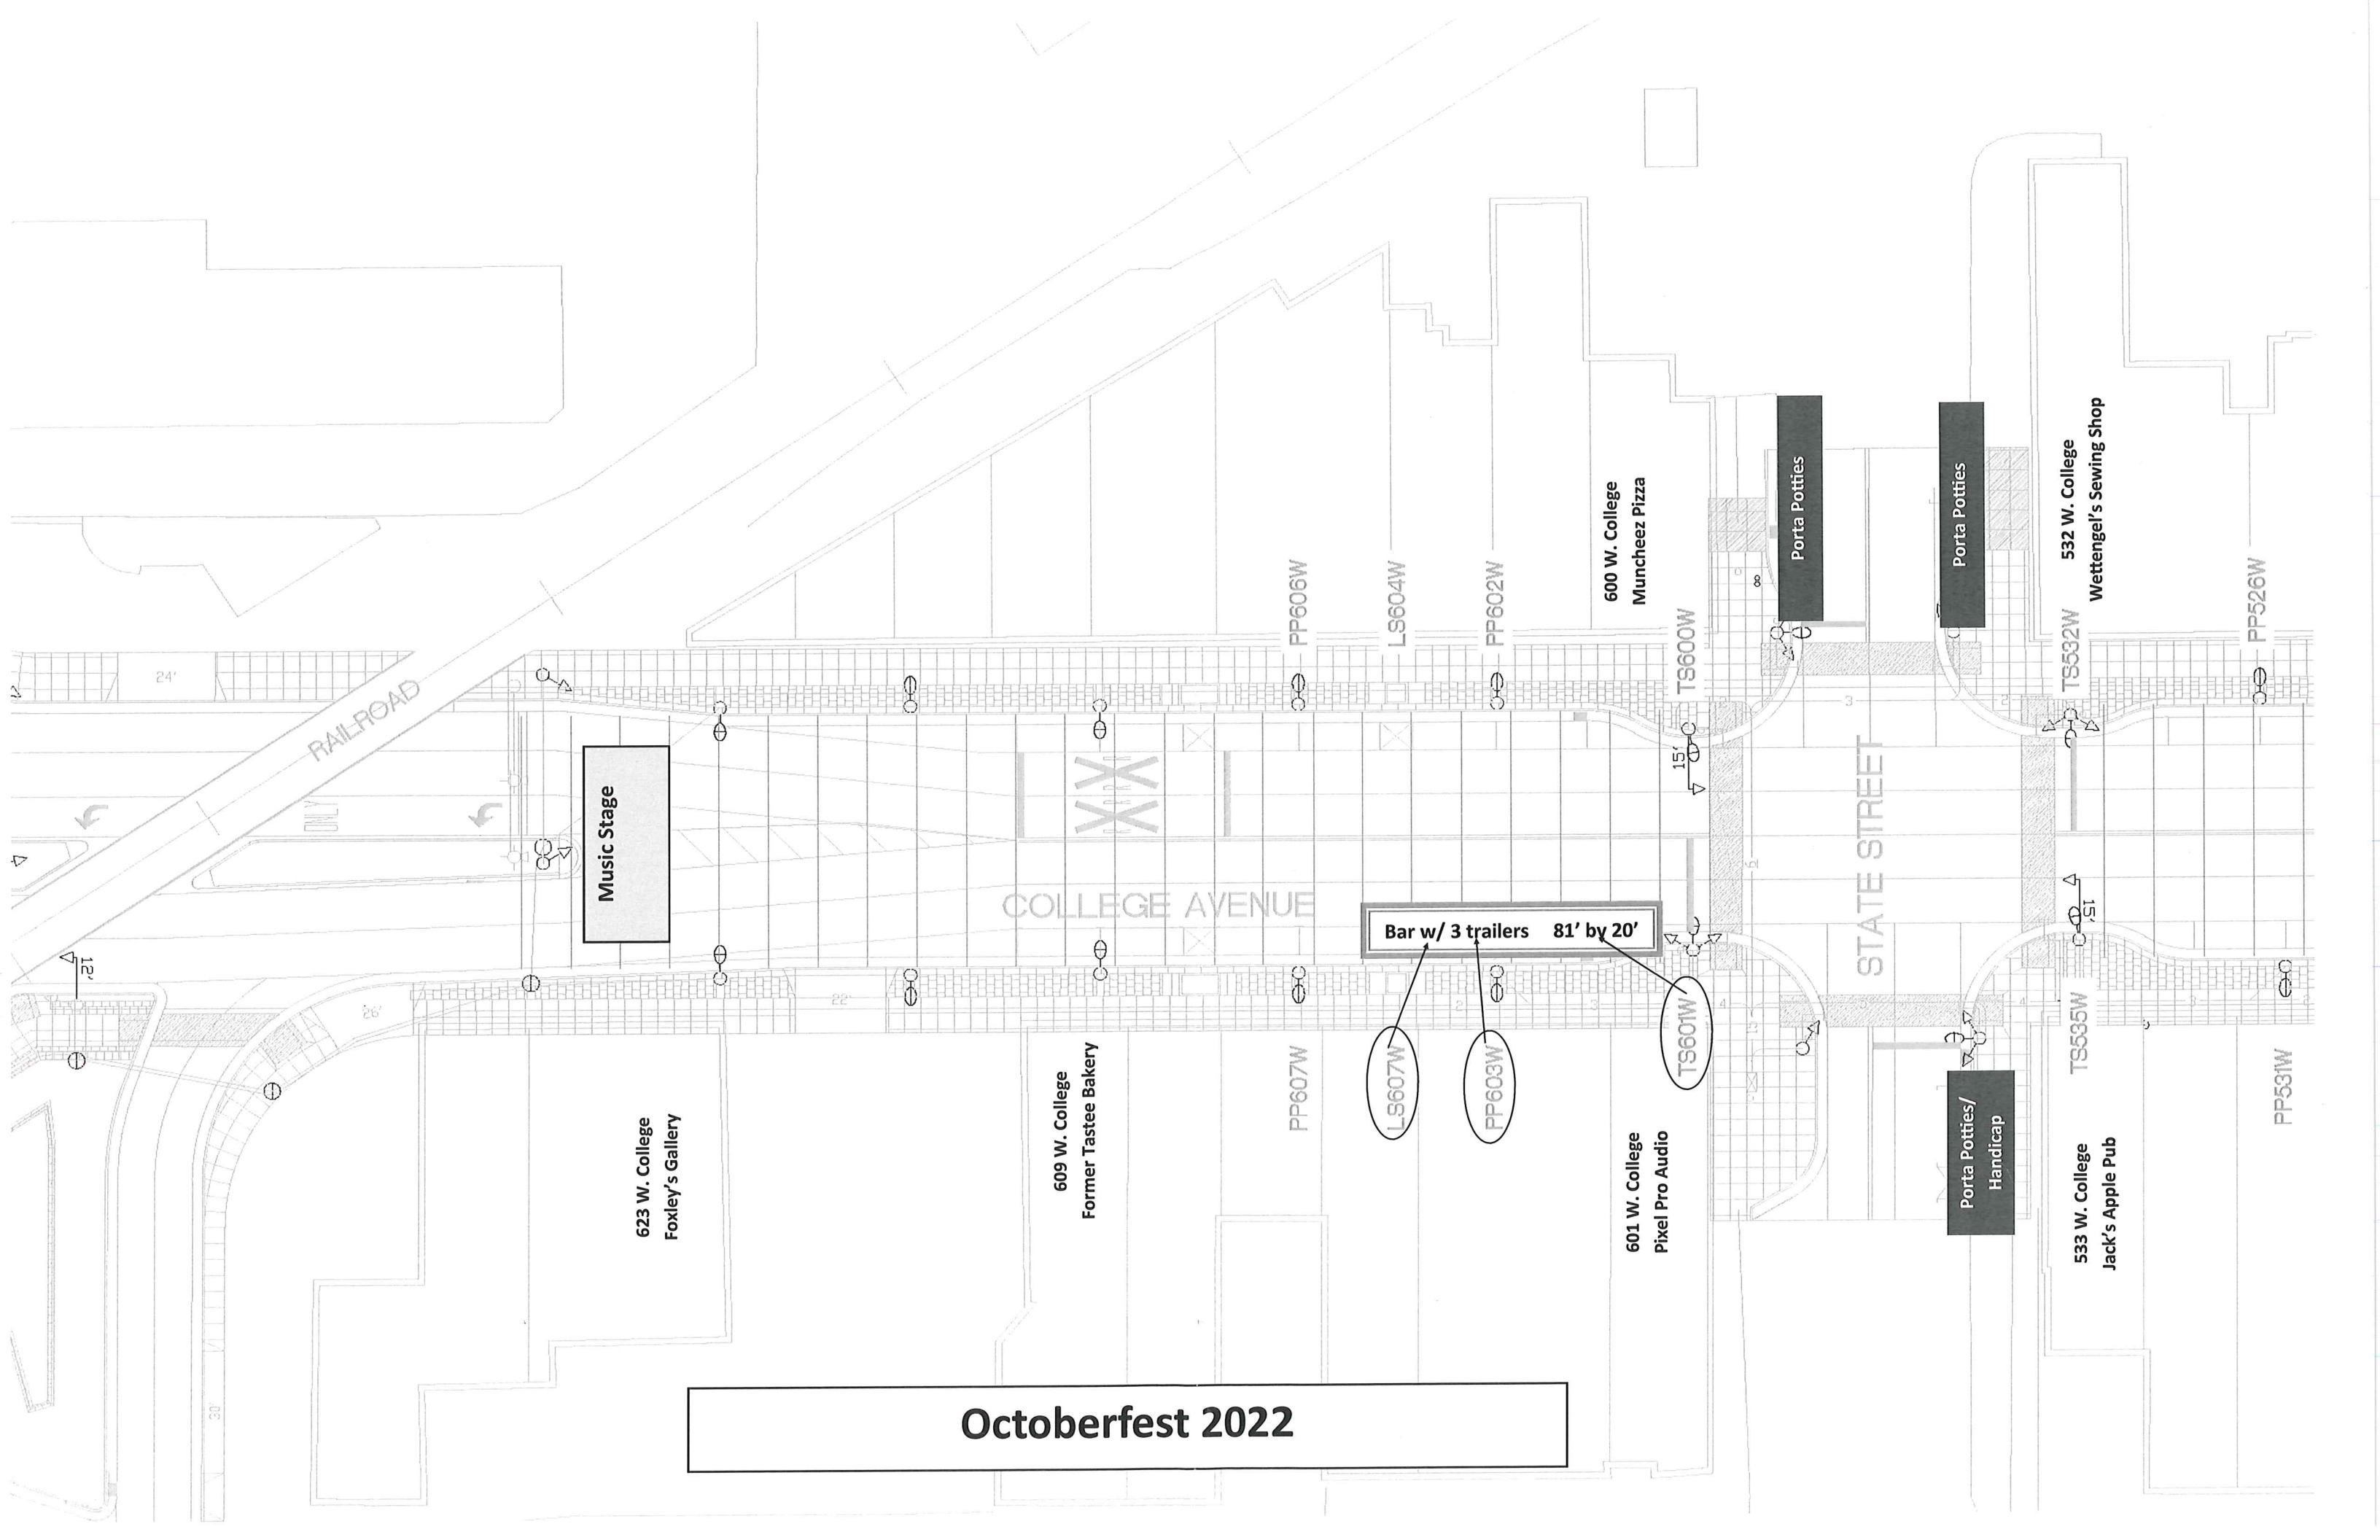 24'
RAILROAD
ONLY
12'
26'
30'
22'
Music Stage
COLLEGE AVENUE
R R R
R R R
PP606W
LS604W
PP602W
600 W. College
Muncheez Pizza
TS600W
15'
Porta Potties
Porta Potties
532 W. College
Wettengel's Sewing Shop
TS532W
PP526W
STATE STREET
Bar w/ 3 trailers 81' by 20'
623 W. College
Foxley's Gallery
609 W. College
Former Tastee Bakery
PP607W
LS607W
PP603W
TS601W
601 W. College
Pixel Pro Audio
Porta Potties/
Handicap
15'
TS535W
533 W. College
Jack's Apple Pub
PP531W
Octoberfest 2022